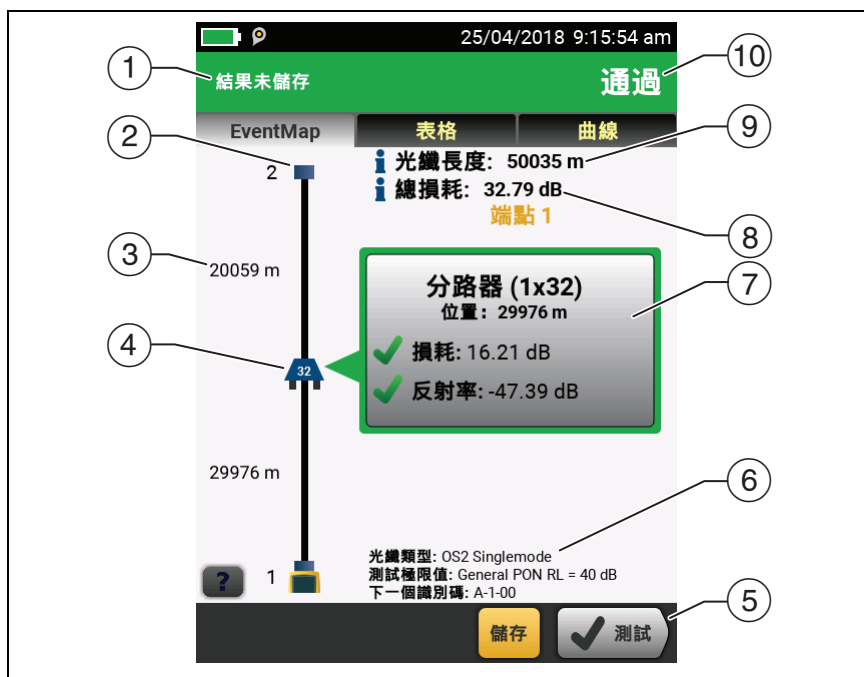 25/04/2018 9:15:54 am
1
結果未儲存
通過
10
EventMap
表格
曲線
2
2
光纖長度: 50035 m
9
總損耗: 32.79 dB
端點 1
8
3
20059 m
分路器 (1x32)
位置: 29976 m
7
4
32
損耗: 16.21 dB
反射率: -47.39 dB
29976 m
6
光纖類型: OS2 Singlemode
測試極限值: General PON RL = 40 dB
下一個識別碼: A-1-00
?
1
儲存
測試
5